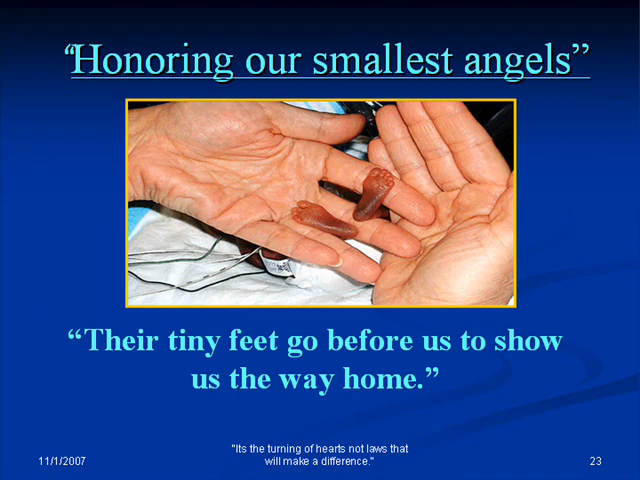 “Honoring our smallest angels”
“Their tiny feet go before us to show
us the way home.”
11/1/2007
"Its the turning of hearts not laws that
will make a difference."
23